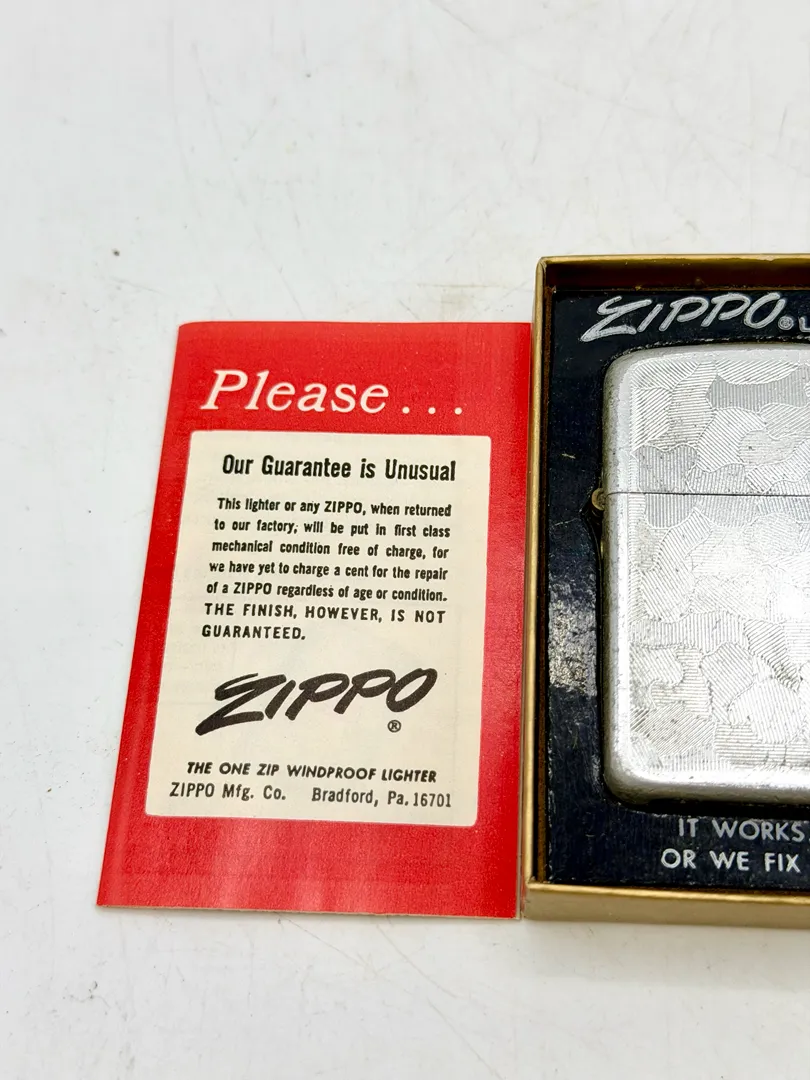 Please...
Our Guarantee is Unusual
This lighter or any ZIPPO, when returned
to our factory, will be put in first class
mechanical condition free of charge, for
we have yet to charge a cent for the repair
of a ZIPPO regardless of age or condition.
THE FINISH, HOWEVER, IS NOT
GUARANTEED.
ZIPPO
®
THE ONE ZIP WINDPROOF LIGHTER
ZIPPO Mfg. Co. Bradford, Pa. 16701
ZIPPO®
IT WORKS
OR WE FIX